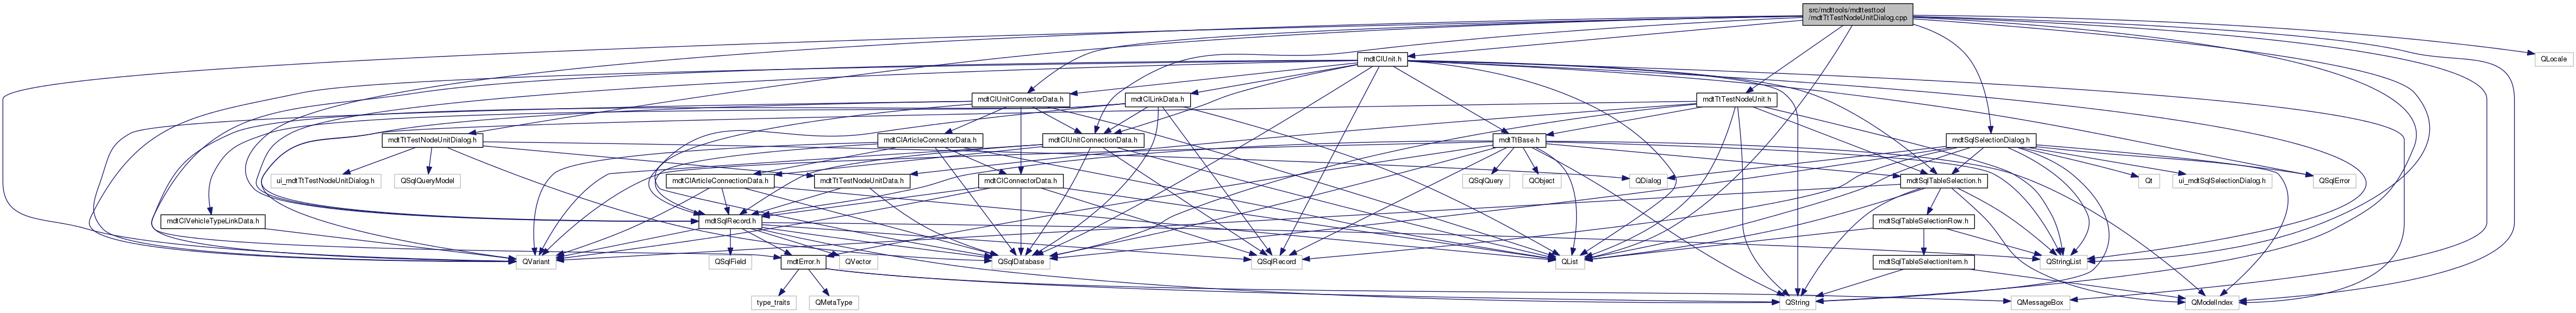 src/mdttools/mdttesttool
/mdtTtTestNodeUnitDialog.cpp
mdtClUnit.h
QLocale
mdtClUnitConnectorData.h
mdtClLinkData.h
mdtTtTestNodeUnit.h
mdtTtTestNodeUnitDialog.h
mdtClArticleConnectorData.h
mdtClUnitConnectionData.h
mdtTtBase.h
mdtSqlSelectionDialog.h
ui_mdtTtTestNodeUnitDialog.h
QSqlQueryModel
mdtClArticleConnectionData.h
mdtTtTestNodeUnitData.h
mdtClConnectorData.h
QSqlQuery
QObject
QDialog
mdtSqlTableSelection.h
Qt
ui_mdtSqlSelectionDialog.h
QSqlError
mdtClVehicleTypeLinkData.h
mdtSqlRecord.h
mdtSqlTableSelectionRow.h
QVariant
QSqlField
mdtError.h
QVector
QSqlDatabase
QSqlRecord
QList
mdtSqlTableSelectionItem.h
QStringList
type_traits
QMetaType
QString
QMessageBox
QModelIndex